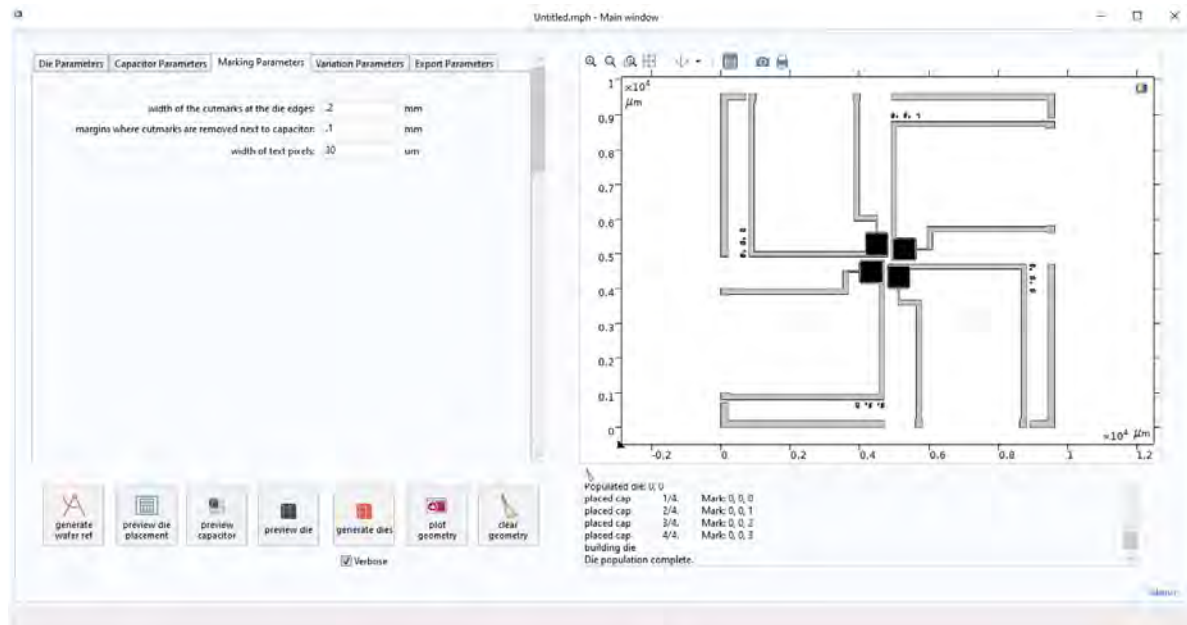 Untitled.mph - Main window
Die Parameters Capacitor Parameters Marking Parameters Variation Parameters Export Parameters
width of the cutmarks at the die edges: .2 mm
margins where cutmarks are removed next to capacitor: .1 mm
width of text pixels: 30 um
1 ×10⁴
μm
0.9
0.8
0.7
0.6
0.5
0.4
0.3
0.2
0.1
0
×10⁴ μm
-0.2 0 0.2 0.4 0.6 0.8 1 1.2
0, 0, 1
0, 0, 0
generate wafer ref
preview die placement
preview capacitor
preview die
generate dies
plot geometry
clear geometry
Verbose
Populated die: 0, 0
placed cap 1/4. Mark: 0, 0, 0
placed cap 2/4. Mark: 0, 0, 1
placed cap 3/4. Mark: 0, 0, 2
placed cap 4/4. Mark: 0, 0, 3
building die
Die population complete.